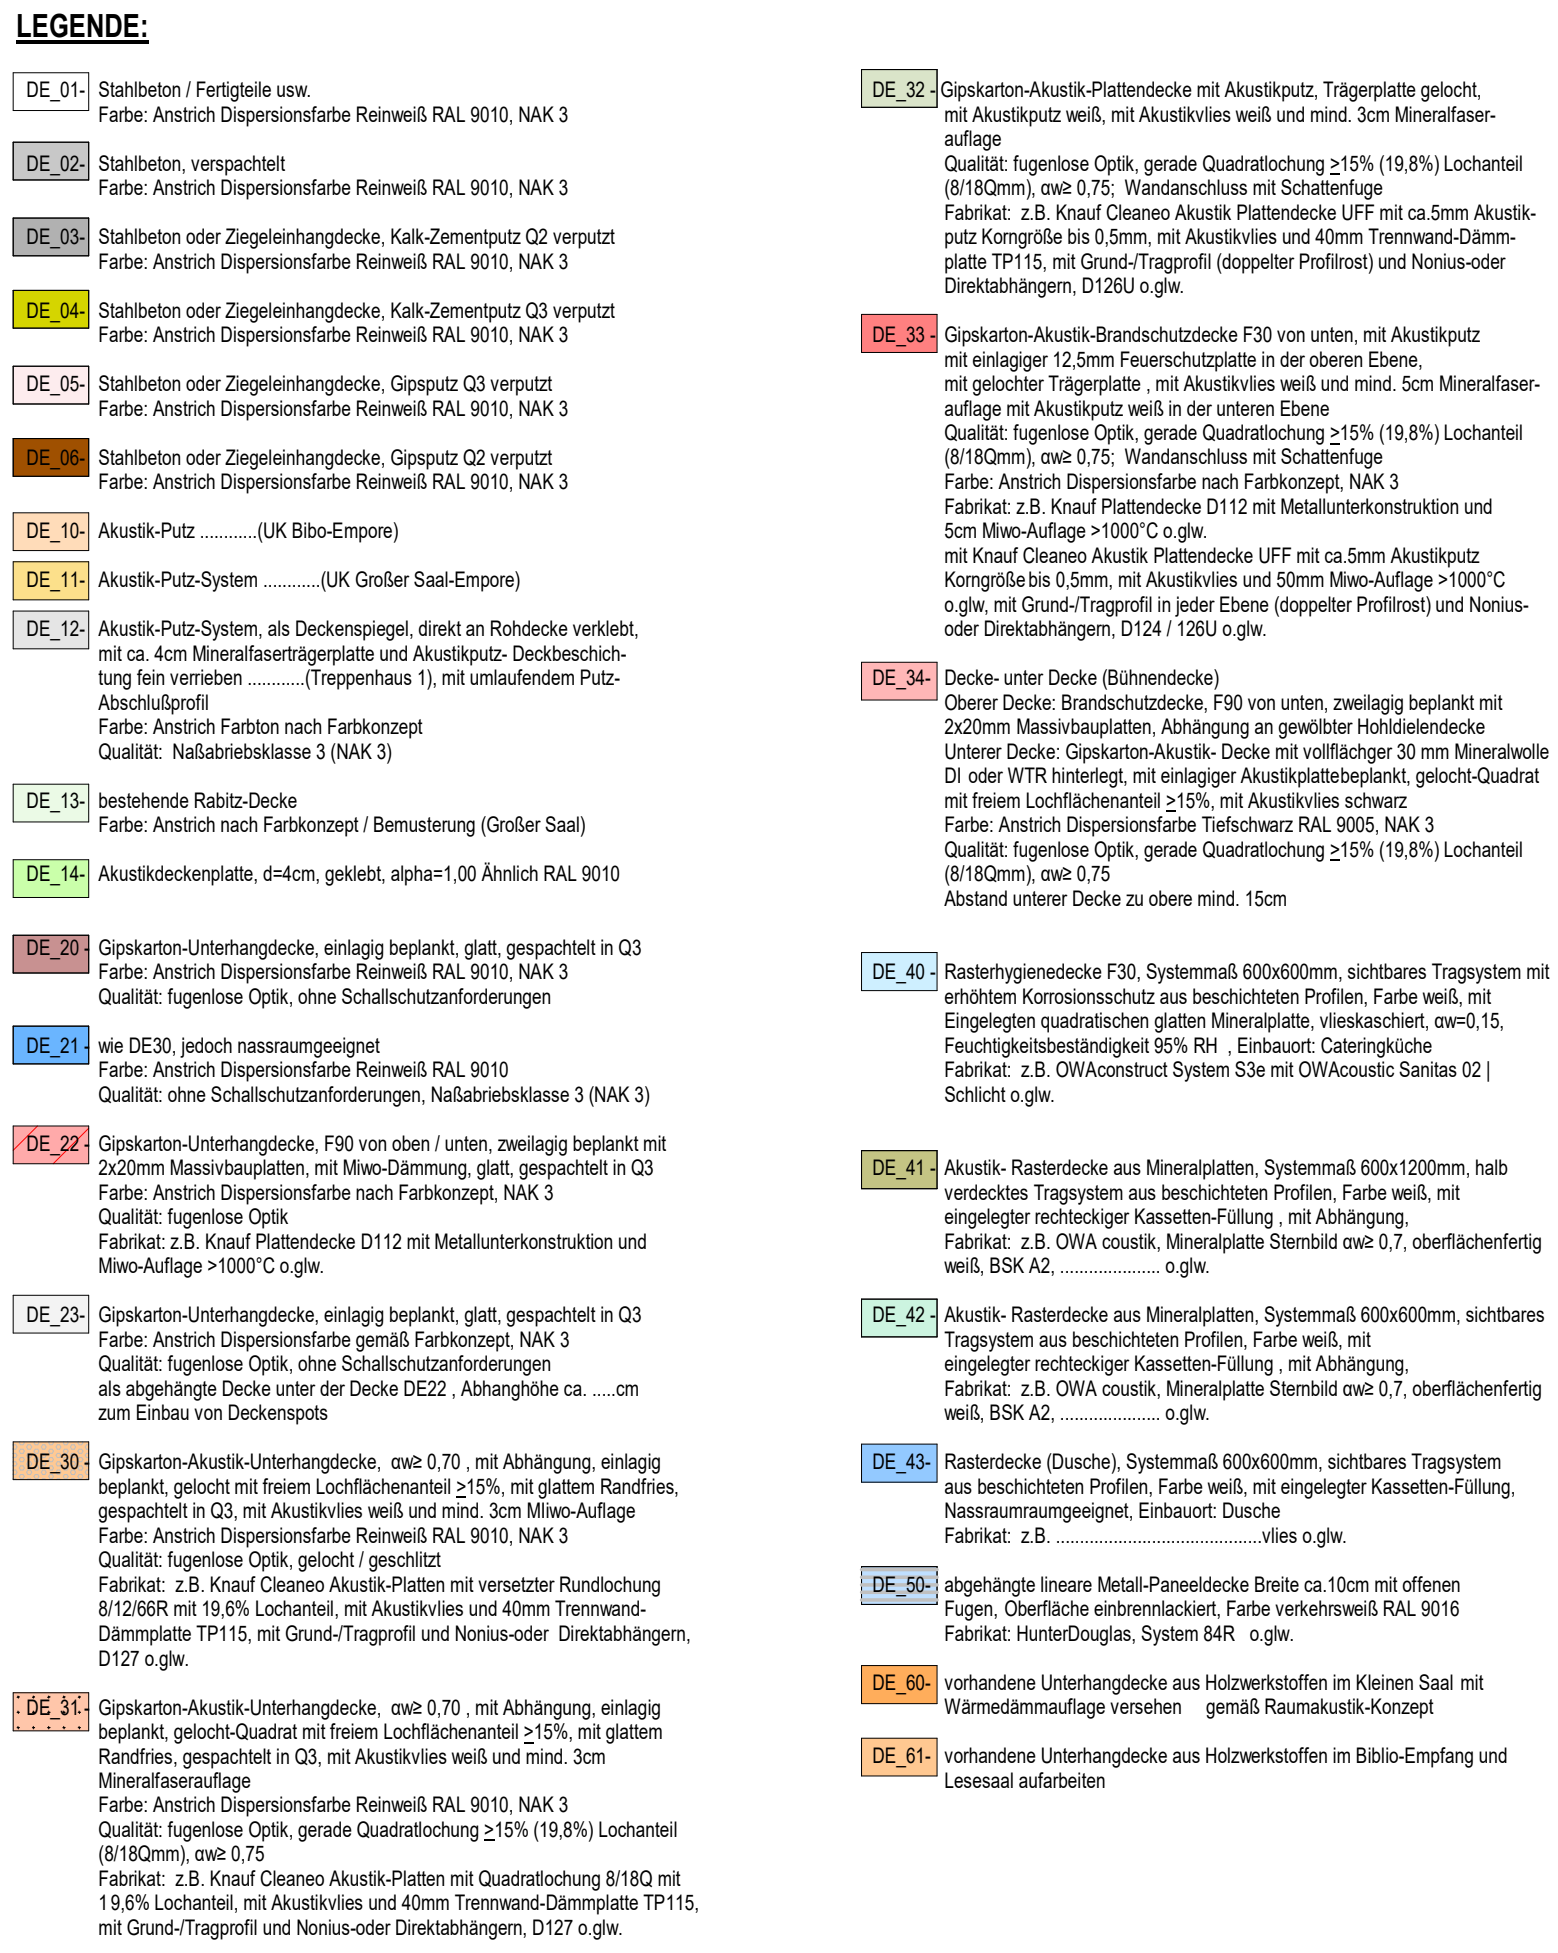 LEGENDE:
DE_01- Stahlbeton / Fertigteile usw.
Farbe: Anstrich Dispersionsfarbe Reinweiß RAL 9010, NAK 3
DE_02- Stahlbeton, verspachtelt
Farbe: Anstrich Dispersionsfarbe Reinweiß RAL 9010, NAK 3
DE_03- Stahlbeton oder Ziegeleinhangdecke, Kalk-Zementputz Q2 verputzt
Farbe: Anstrich Dispersionsfarbe Reinweiß RAL 9010, NAK 3
DE_04- Stahlbeton oder Ziegeleinhangdecke, Kalk-Zementputz Q3 verputzt
Farbe: Anstrich Dispersionsfarbe Reinweiß RAL 9010, NAK 3
DE_05- Stahlbeton oder Ziegeleinhangdecke, Gipsputz Q3 verputzt
Farbe: Anstrich Dispersionsfarbe Reinweiß RAL 9010, NAK 3
DE_06- Stahlbeton oder Ziegeleinhangdecke, Gipsputz Q2 verputzt
Farbe: Anstrich Dispersionsfarbe Reinweiß RAL 9010, NAK 3
DE_10- Akustik-Putz ............(UK Bibo-Empore)
DE_11- Akustik-Putz-System ............(UK Großer Saal-Empore)
DE_12- Akustik-Putz-System, als Deckenspiegel, direkt an Rohdecke verklebt,
mit ca. 4cm Mineralfaserträgerplatte und Akustikputz- Deckbeschich-
tung fein verrieben ............(Treppenhaus 1), mit umlaufendem Putz-
Abschlußprofil
Farbe: Anstrich Farbton nach Farbkonzept
Qualität: Naßabriebsklasse 3 (NAK 3)
DE_13- bestehende Rabitz-Decke
Farbe: Anstrich nach Farbkonzept / Bemusterung (Großer Saal)
DE_14- Akustikdeckenplatte, d=4cm, geklebt, alpha=1,00 Ähnlich RAL 9010
DE_20 - Gipskarton-Unterhangdecke, einlagig beplankt, glatt, gespachtelt in Q3
Farbe: Anstrich Dispersionsfarbe Reinweiß RAL 9010, NAK 3
Qualität: fugenlose Optik, ohne Schallschutzanforderungen
DE_21 - wie DE30, jedoch nassraumgeeignet
Farbe: Anstrich Dispersionsfarbe Reinweiß RAL 9010
Qualität: ohne Schallschutzanforderungen, Naßabriebsklasse 3 (NAK 3)
DE_22 - Gipskarton-Unterhangdecke, F90 von oben / unten, zweilagig beplankt mit
2x20mm Massivbauplatten, mit Miwo-Dämmung, glatt, gespachtelt in Q3
Farbe: Anstrich Dispersionsfarbe nach Farbkonzept, NAK 3
Qualität: fugenlose Optik
Fabrikat: z.B. Knauf Plattendecke D112 mit Metallunterkonstruktion und
Miwo-Auflage >1000°C o.glw.
DE_23- Gipskarton-Unterhangdecke, einlagig beplankt, glatt, gespachtelt in Q3
Farbe: Anstrich Dispersionsfarbe gemäß Farbkonzept, NAK 3
Qualität: fugenlose Optik, ohne Schallschutzanforderungen
als abgehängte Decke unter der Decke DE22 , Abhanghöhe ca. .....cm
zum Einbau von Deckenspots
DE_30 - Gipskarton-Akustik-Unterhangdecke, αw≥ 0,70 , mit Abhängung, einlagig
beplankt, gelocht mit freiem Lochflächenanteil >15%, mit glattem Randfries,
gespachtelt in Q3, mit Akustikvlies weiß und mind. 3cm MIiwo-Auflage
Farbe: Anstrich Dispersionsfarbe Reinweiß RAL 9010, NAK 3
Qualität: fugenlose Optik, gelocht / geschlitzt
Fabrikat: z.B. Knauf Cleaneo Akustik-Platten mit versetzter Rundlochung
8/12/66R mit 19,6% Lochanteil, mit Akustikvlies und 40mm Trennwand-
Dämmplatte TP115, mit Grund-/Tragprofil und Nonius-oder Direktabhängern,
D127 o.glw.
DE_31 - Gipskarton-Akustik-Unterhangdecke, αw≥ 0,70 , mit Abhängung, einlagig
beplankt, gelocht-Quadrat mit freiem Lochflächenanteil >15%, mit glattem
Randfries, gespachtelt in Q3, mit Akustikvlies weiß und mind. 3cm
Mineralfaserauflage
Farbe: Anstrich Dispersionsfarbe Reinweiß RAL 9010, NAK 3
Qualität: fugenlose Optik, gerade Quadratlochung >15% (19,8%) Lochanteil
(8/18Qmm), αw≥ 0,75
Fabrikat: z.B. Knauf Cleaneo Akustik-Platten mit Quadratlochung 8/18Q mit
19,6% Lochanteil, mit Akustikvlies und 40mm Trennwand-Dämmplatte TP115,
mit Grund-/Tragprofil und Nonius-oder Direktabhängern, D127 o.glw.
DE_32 - Gipskarton-Akustik-Plattendecke mit Akustikputz, Trägerplatte gelocht,
mit Akustikputz weiß, mit Akustikvlies weiß und mind. 3cm Mineralfaser-
auflage
Qualität: fugenlose Optik, gerade Quadratlochung >15% (19,8%) Lochanteil
(8/18Qmm), αw≥ 0,75; Wandanschluss mit Schattenfuge
Fabrikat: z.B. Knauf Cleaneo Akustik Plattendecke UFF mit ca.5mm Akustik-
putz Korngröße bis 0,5mm, mit Akustikvlies und 40mm Trennwand-Dämm-
platte TP115, mit Grund-/Tragprofil (doppelter Profilrost) und Nonius-oder
Direktabhängern, D126U o.glw.
DE_33 - Gipskarton-Akustik-Brandschutzdecke F30 von unten, mit Akustikputz
mit einlagiger 12,5mm Feuerschutzplatte in der oberen Ebene,
mit gelochter Trägerplatte , mit Akustikvlies weiß und mind. 5cm Mineralfaser-
auflage mit Akustikputz weiß in der unteren Ebene
Qualität: fugenlose Optik, gerade Quadratlochung >15% (19,8%) Lochanteil
(8/18Qmm), αw≥ 0,75; Wandanschluss mit Schattenfuge
Farbe: Anstrich Dispersionsfarbe nach Farbkonzept, NAK 3
Fabrikat: z.B. Knauf Plattendecke D112 mit Metallunterkonstruktion und
5cm Miwo-Auflage >1000°C o.glw.
mit Knauf Cleaneo Akustik Plattendecke UFF mit ca.5mm Akustikputz
Korngröße bis 0,5mm, mit Akustikvlies und 50mm Miwo-Auflage >1000°C
o.glw, mit Grund-/Tragprofil in jeder Ebene (doppelter Profilrost) und Nonius-
oder Direktabhängern, D124 / 126U o.glw.
DE_34- Decke- unter Decke (Bühnendecke)
Oberer Decke: Brandschutzdecke, F90 von unten, zweilagig beplankt mit
2x20mm Massivbauplatten, Abhängung an gewölbter Hohldielendecke
Unterer Decke: Gipskarton-Akustik- Decke mit vollflächger 30 mm Mineralwolle
DI oder WTR hinterlegt, mit einlagiger Akustikplattebeplankt, gelocht-Quadrat
mit freiem Lochflächenanteil >15%, mit Akustikvlies schwarz
Farbe: Anstrich Dispersionsfarbe Tiefschwarz RAL 9005, NAK 3
Qualität: fugenlose Optik, gerade Quadratlochung >15% (19,8%) Lochanteil
(8/18Qmm), αw≥ 0,75
Abstand unterer Decke zu obere mind. 15cm
DE_40 - Rasterhygienedecke F30, Systemmaß 600x600mm, sichtbares Tragsystem mit
erhöhtem Korrosionsschutz aus beschichteten Profilen, Farbe weiß, mit
Eingelegten quadratischen glatten Mineralplatte, vlieskaschiert, αw=0,15,
Feuchtigkeitsbeständigkeit 95% RH , Einbauort: Cateringküche
Fabrikat: z.B. OWAconstruct System S3e mit OWAcoustic Sanitas 02 |
Schlicht o.glw.
DE_41 - Akustik- Rasterdecke aus Mineralplatten, Systemmaß 600x1200mm, halb
verdecktes Tragsystem aus beschichteten Profilen, Farbe weiß, mit
eingelegter rechteckiger Kassetten-Füllung , mit Abhängung,
Fabrikat: z.B. OWA coustik, Mineralplatte Sternbild αw≥ 0,7, oberflächenfertig
weiß, BSK A2, ..................... o.glw.
DE_42 - Akustik- Rasterdecke aus Mineralplatten, Systemmaß 600x600mm, sichtbares
Tragsystem aus beschichteten Profilen, Farbe weiß, mit
eingelegter rechteckiger Kassetten-Füllung , mit Abhängung,
Fabrikat: z.B. OWA coustik, Mineralplatte Sternbild αw≥ 0,7, oberflächenfertig
weiß, BSK A2, ..................... o.glw.
DE_43- Rasterdecke (Dusche), Systemmaß 600x600mm, sichtbares Tragsystem
aus beschichteten Profilen, Farbe weiß, mit eingelegter Kassetten-Füllung,
Nassraumraumgeeignet, Einbauort: Dusche
Fabrikat: z.B. ...........................................vlies o.glw.
DE_50- abgehängte lineare Metall-Paneeldecke Breite ca.10cm mit offenen
Fugen, Oberfläche einbrennlackiert, Farbe verkehrsweiß RAL 9016
Fabrikat: HunterDouglas, System 84R o.glw.
DE_60- vorhandene Unterhangdecke aus Holzwerkstoffen im Kleinen Saal mit
Wärmedämmauflage versehen gemäß Raumakustik-Konzept
DE_61- vorhandene Unterhangdecke aus Holzwerkstoffen im Biblio-Empfang und
Lesesaal aufarbeiten